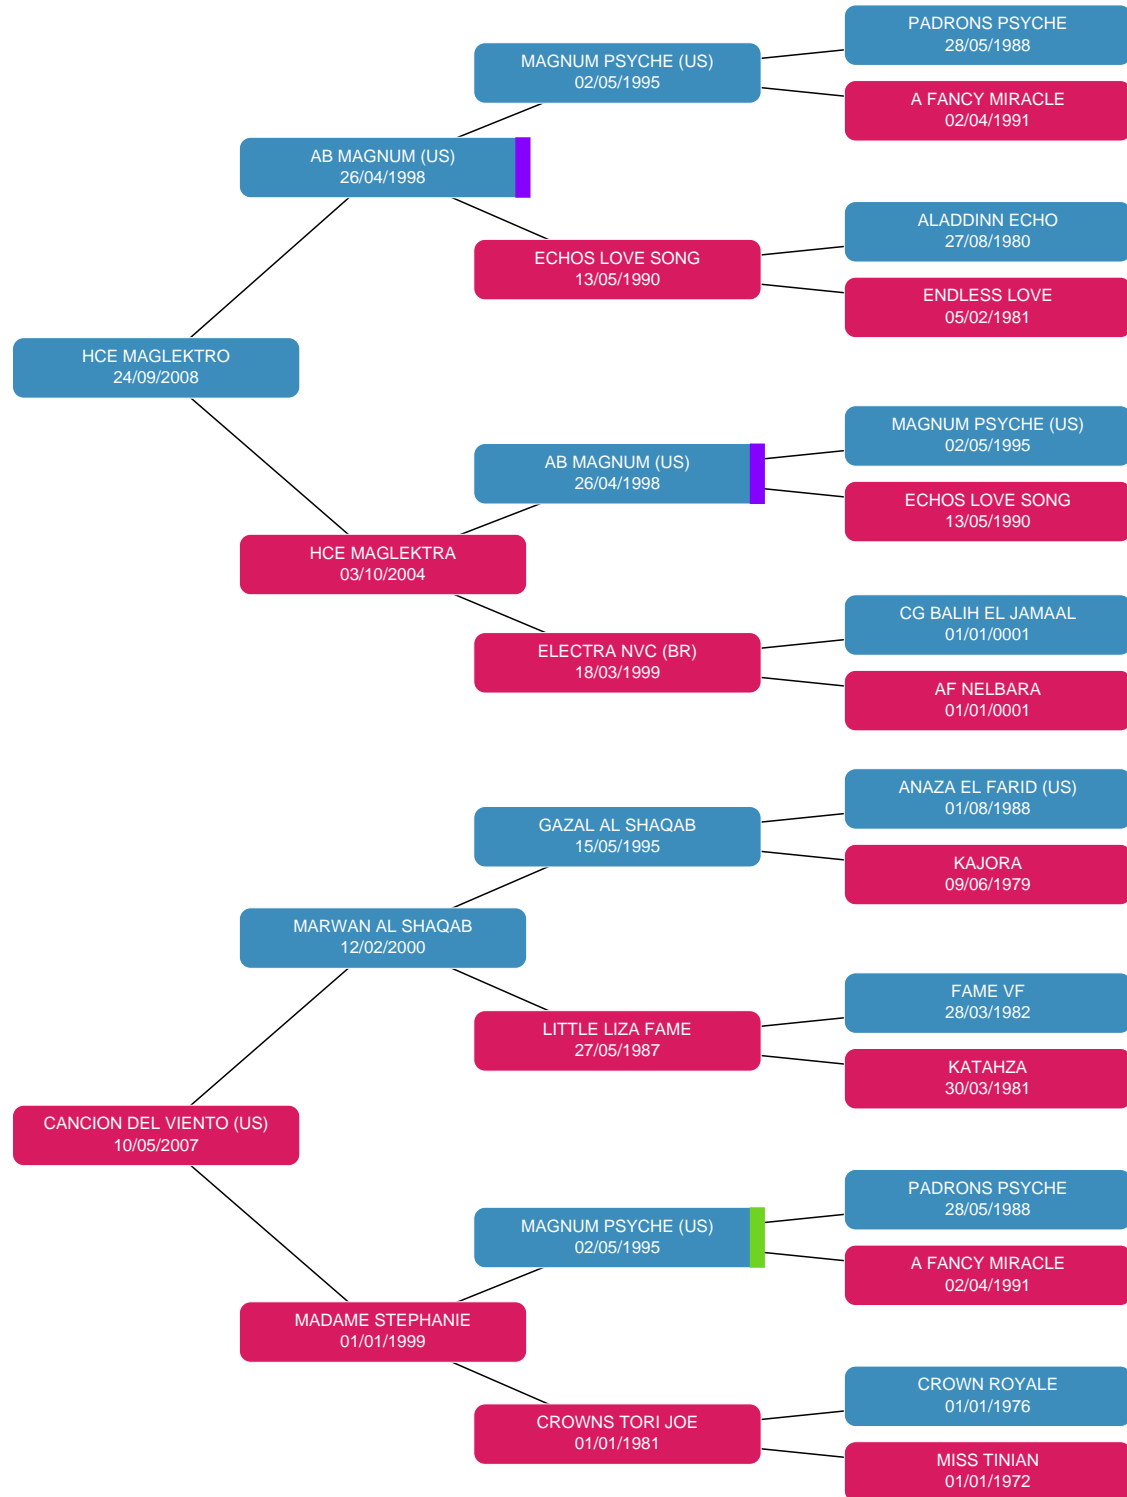 PADRONS PSYCHE
28/05/1988
MAGNUM PSYCHE (US)
02/05/1995
A FANCY MIRACLE
02/04/1991
AB MAGNUM (US)
26/04/1998
ALADDINN ECHO
27/08/1980
ECHOS LOVE SONG
13/05/1990
ENDLESS LOVE
05/02/1981
HCE MAGLEKTRO
24/09/2008
MAGNUM PSYCHE (US)
02/05/1995
AB MAGNUM (US)
26/04/1998
ECHOS LOVE SONG
13/05/1990
HCE MAGLEKTRA
03/10/2004
CG BALIH EL JAMAAL
01/01/0001
ELECTRA NVC (BR)
18/03/1999
AF NELBARA
01/01/0001
ANAZA EL FARID (US)
01/08/1988
GAZAL AL SHAQAB
15/05/1995
KAJORA
09/06/1979
MARWAN AL SHAQAB
12/02/2000
FAME VF
28/03/1982
LITTLE LIZA FAME
27/05/1987
KATAHZA
30/03/1981
CANCION DEL VIENTO (US)
10/05/2007
PADRONS PSYCHE
28/05/1988
MAGNUM PSYCHE (US)
02/05/1995
A FANCY MIRACLE
02/04/1991
MADAME STEPHANIE
01/01/1999
CROWN ROYALE
01/01/1976
CROWNS TORI JOE
01/01/1981
MISS TINIAN
01/01/1972